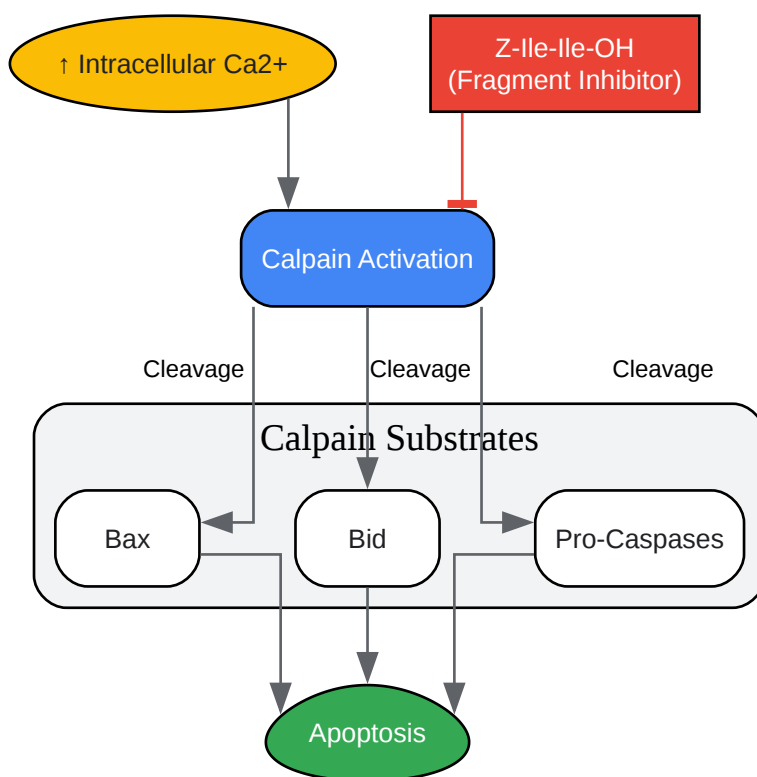 ↑ Intracellular Ca2+
Z-Ile-Ile-OH
(Fragment Inhibitor)
Calpain Activation
Cleavage
Cleavage
Cleavage
Calpain Substrates
Bax
Bid
Pro-Caspases
Apoptosis